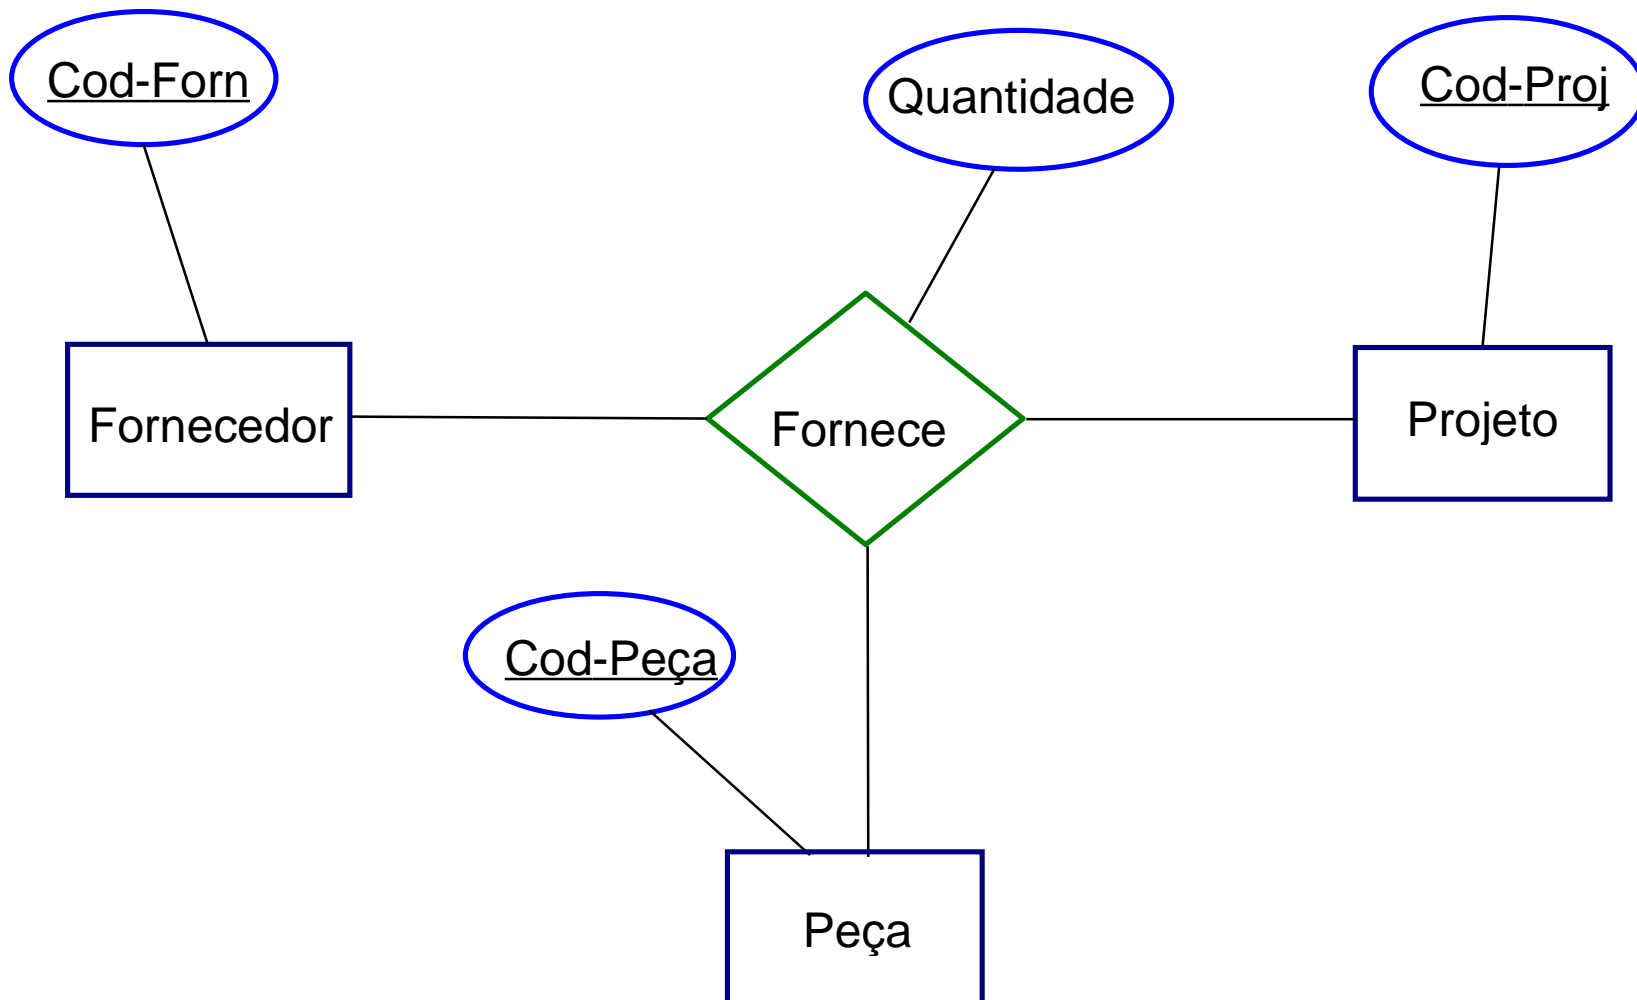 Cod-Forn
Quantidade
Cod-Proj
Fornecedor
Fornece
Projeto
Cod-Peça
Peça